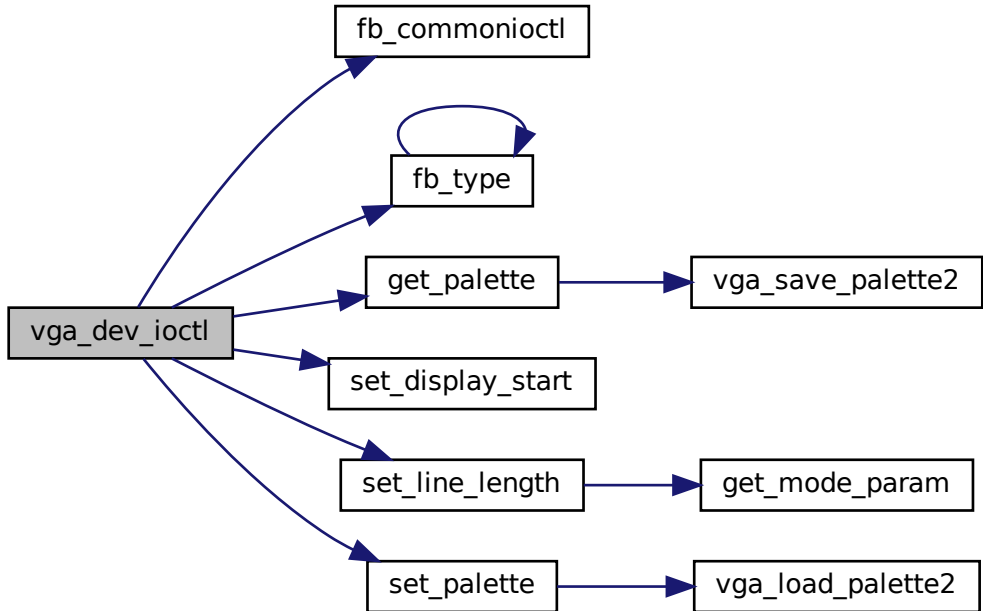 fb_commonioctl
fb_type
get_palette
vga_save_palette2
vga_dev_ioctl
set_display_start
set_line_length
get_mode_param
set_palette
vga_load_palette2